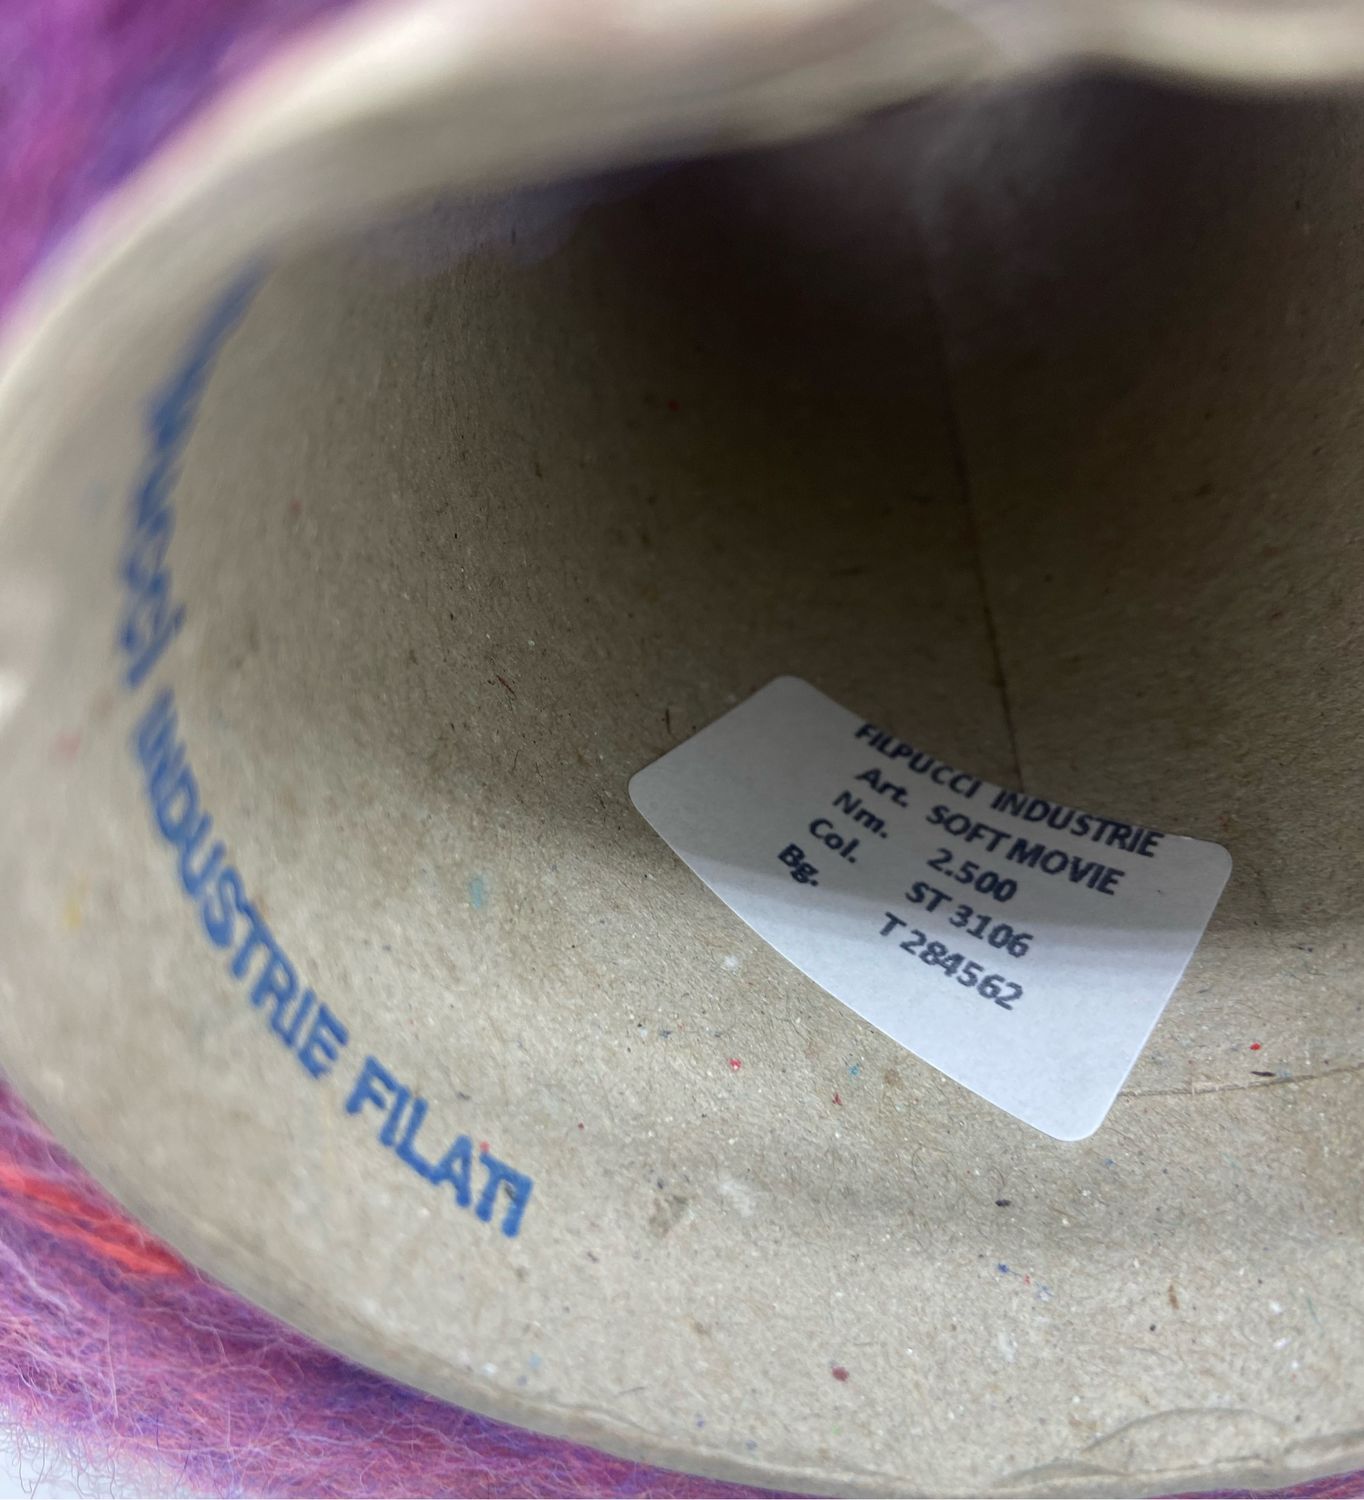 INDUSTRIE FILATI
FILPUCCI INDUSTRIE
Art. SOFT MOVIE
Nm. 2.500
Col. ST 3106
Bg. T 284562